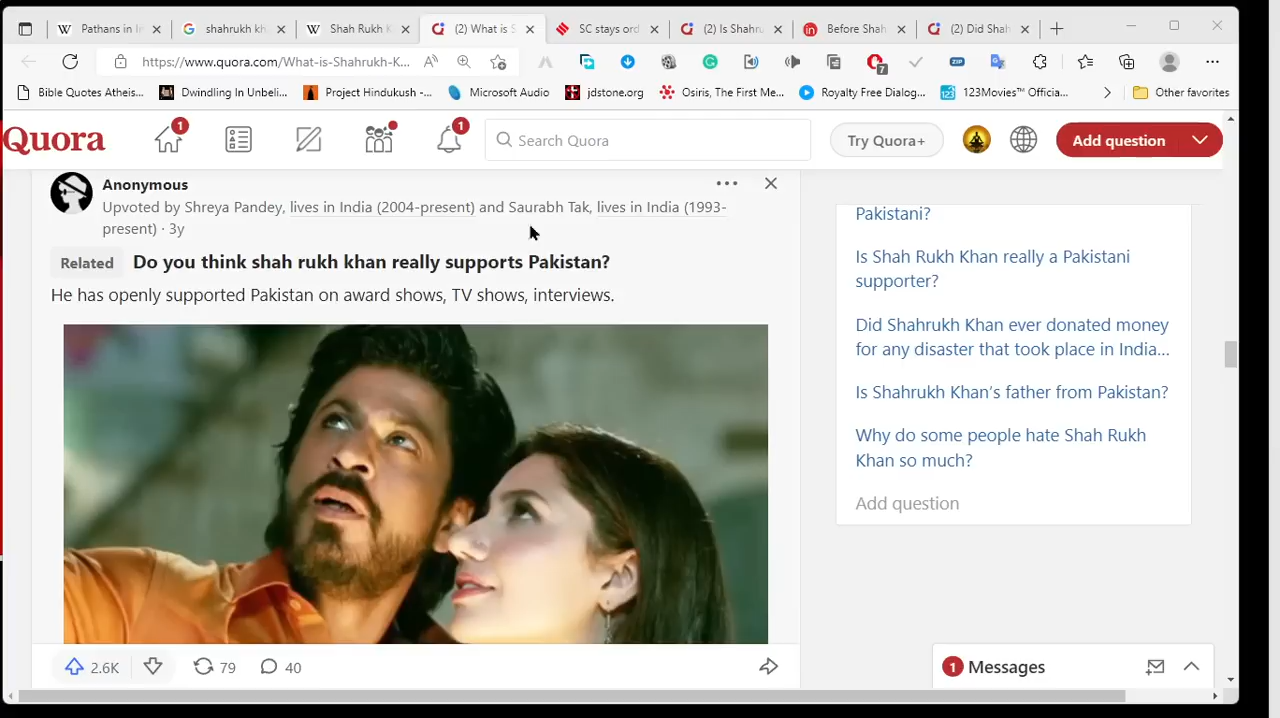 Pathans in I
shahrukh kh
Shah Rukh K
(2) What is S
SC stays ord
(2) Is Shahru
Before Shah
(2) Did Shah
https://www.quora.com/What-is-Shahrukh-K...
7
ZIP
Bible Quotes Atheis...
Dwindling In Unbeli...
Project Hindukush -...
Microsoft Audio
jdstone.org
Osiris, The First Me...
Royalty Free Dialog...
123Movies™ Officia...
Other favorites
Quora
1
1
Search Quora
Try Quora+
Add question
Anonymous
Upvoted by Shreya Pandey, lives in India (2004-present) and Saurabh Tak, lives in India (1993-
present) · 3y
Related
Do you think shah rukh khan really supports Pakistan?
He has openly supported Pakistan on award shows, TV shows, interviews.
2.6K
79
40
Pakistani?
Is Shah Rukh Khan really a Pakistani
supporter?
Did Shahrukh Khan ever donated money
for any disaster that took place in India...
Is Shahrukh Khan’s father from Pakistan?
Why do some people hate Shah Rukh
Khan so much?
Add question
1 Messages